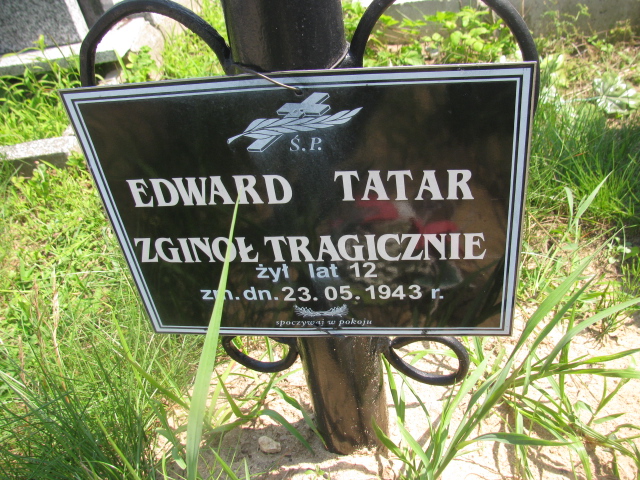 Ś.P.
EDWARD TATAR
ZGINOŁ TRAGICZNIE
żył lat 12
zm. dn. 23. 05. 1943 r.
spoczywaj w pokoju